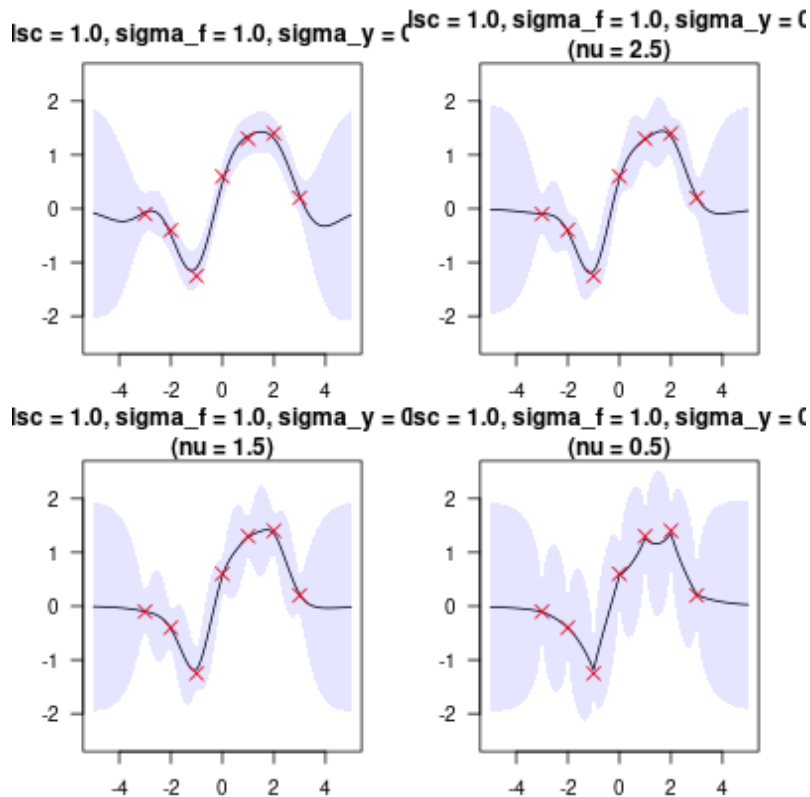 lsc = 1.0, sigma_f = 1.0, sigma_y = 0
2
1
0
-1
-2
-4 -2 0 2 4
lsc = 1.0, sigma_f = 1.0, sigma_y = 0
(nu = 2.5)
2
1
0
-1
-2
-4 -2 0 2 4
lsc = 1.0, sigma_f = 1.0, sigma_y = 0
(nu = 1.5)
2
1
0
-1
-2
-4 -2 0 2 4
lsc = 1.0, sigma_f = 1.0, sigma_y = 0
(nu = 0.5)
2
1
0
-1
-2
-4 -2 0 2 4